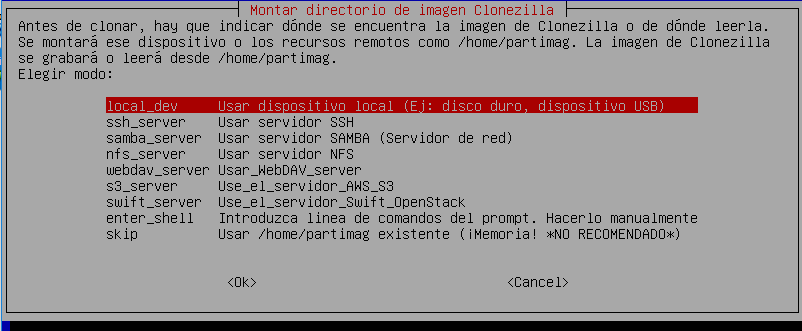 Montar directorio de imagen Clonezilla
Antes de clonar, hay que indicar dónde se encuentra la imagen de Clonezilla o de dónde leerla.
Se montará ese dispositivo o los recursos remotos como /home/partimag. La imagen de Clonezilla
se grabará o leerá desde /home/partimag.
Elegir modo:
local_dev Usar dispositivo local (Ej: disco duro, dispositivo USB)
ssh_server Usar servidor SSH
samba_server Usar servidor SAMBA (Servidor de red)
nfs_server Usar servidor NFS
webdav_server Usar_WebDAV_server
s3_server Use_el_servidor_AWS_S3
swift_server Use_el_servidor_Swift_OpenStack
enter_shell Introduzca linea de comandos del prompt. Hacerlo manualmente
skip Usar /home/partimag existente (¡Memoria! *NO RECOMENDADO*)
<Ok> <Cancel>